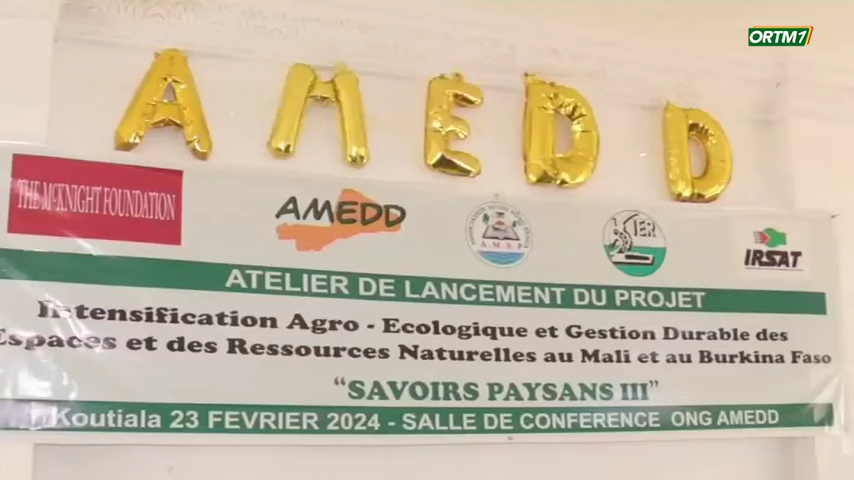 ORTM1
A M E D D
THE McKNIGHT FOUNDATION
AMEDD
A.M.S.P
IER
IRSAT
ATELIER DE LANCEMENT DU PROJET
Intensification Agro - Ecologique et Gestion Durable des
Espaces et des Ressources Naturelles au Mali et au Burkina Faso
“SAVOIRS PAYSANS III”
Koutiala 23 FEVRIER 2024 - SALLE DE CONFERENCE ONG AMEDD